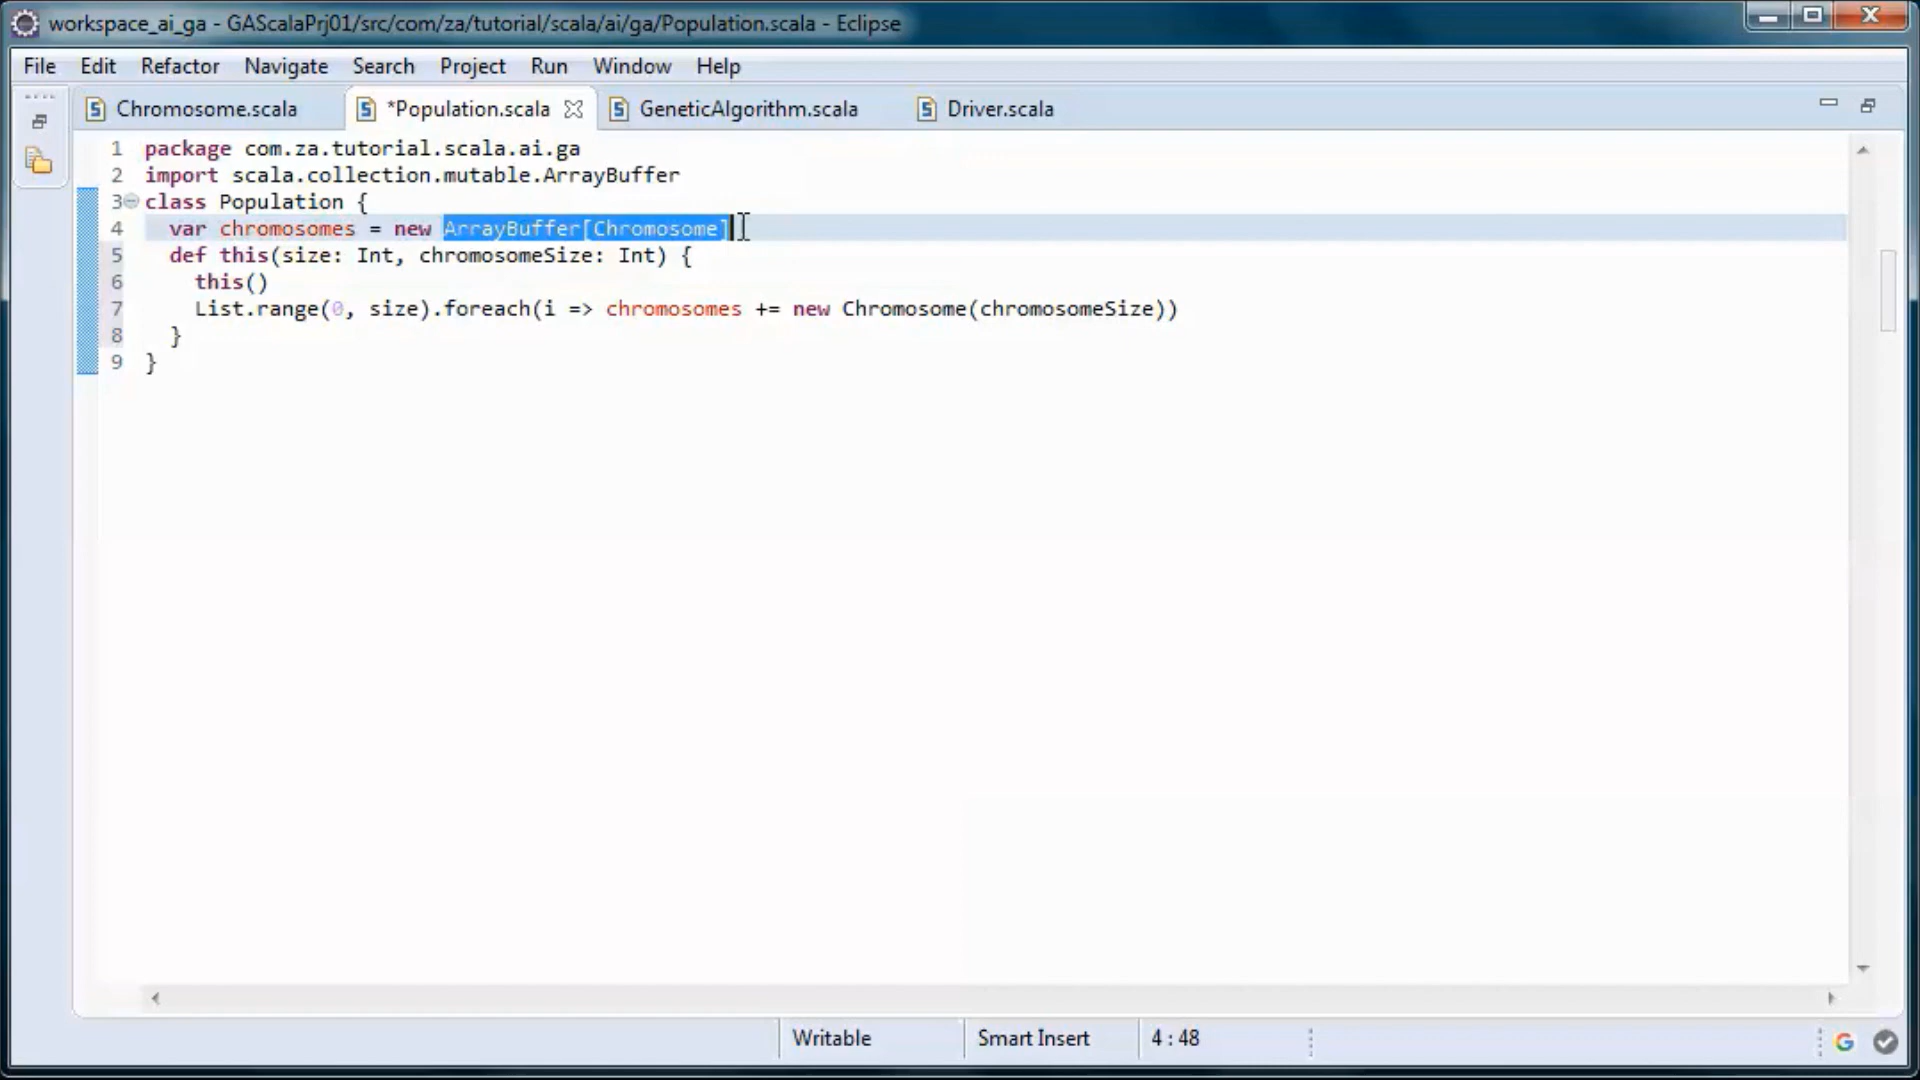 workspace_ai_ga - GAScalaPrj01/src/com/za/tutorial/scala/ai/ga/Population.scala - Eclipse
File Edit Refactor Navigate Search Project Run Window Help
Chromosome.scala *Population.scala GeneticAlgorithm.scala Driver.scala
1 package com.za.tutorial.scala.ai.ga
2 import scala.collection.mutable.ArrayBuffer
3 class Population {
4   var chromosomes = new ArrayBuffer[Chromosome]
5   def this(size: Int, chromosomeSize: Int) {
6     this()
7     List.range(0, size).foreach(i => chromosomes += new Chromosome(chromosomeSize))
8   }
9 }
Writable Smart Insert 4 : 48